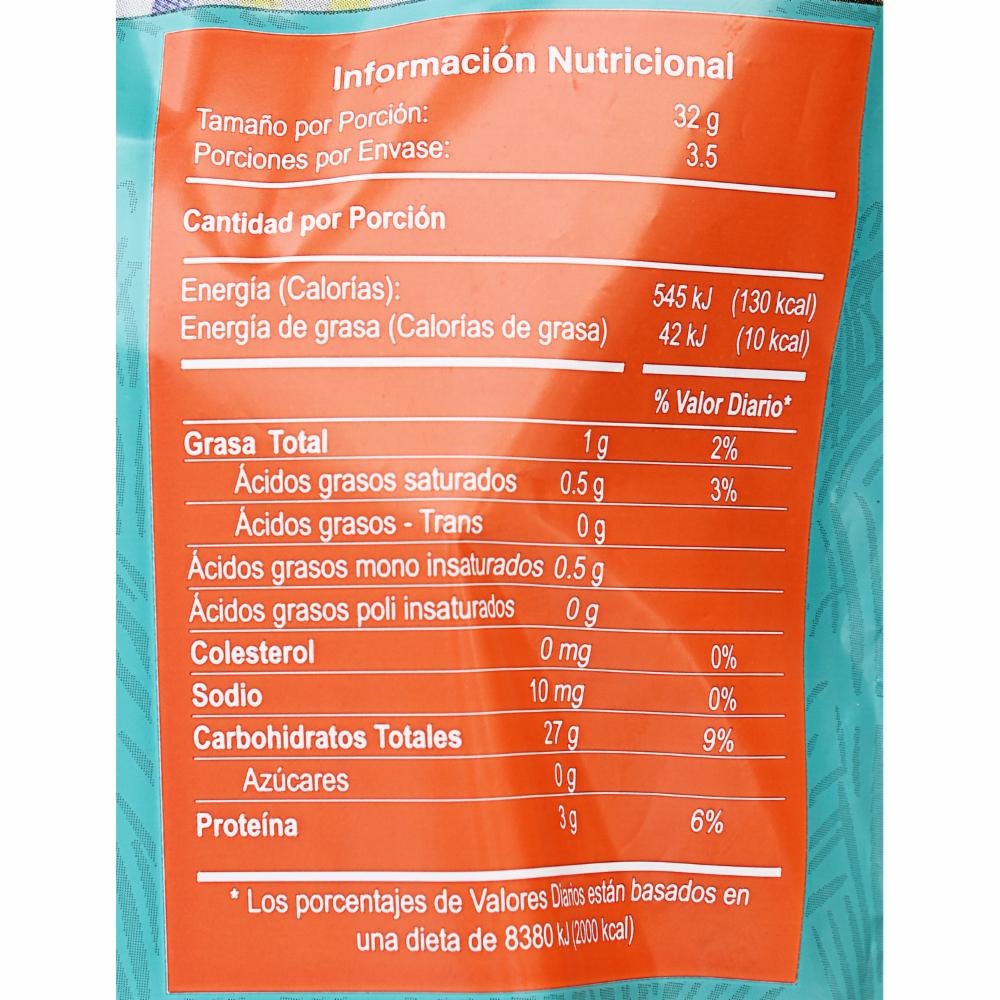 Información Nutricional
Tamaño por Porción: 32 g
Porciones por Envase: 3.5
Cantidad por Porción
Energía (Calorías): 545 kJ (130 kcal)
Energía de grasa (Calorías de grasa) 42 kJ (10 kcal)
% Valor Diario*
Grasa Total 1 g 2%
Ácidos grasos saturados 0.5 g 3%
Ácidos grasos - Trans 0 g
Ácidos grasos mono insaturados 0.5 g
Ácidos grasos poli insaturados 0 g
Colesterol 0 mg 0%
Sodio 10 mg 0%
Carbohidratos Totales 27 g 9%
Azúcares 0 g
Proteína 3 g 6%
* Los porcentajes de Valores Diarios están basados en
una dieta de 8380 kJ (2000 kcal)